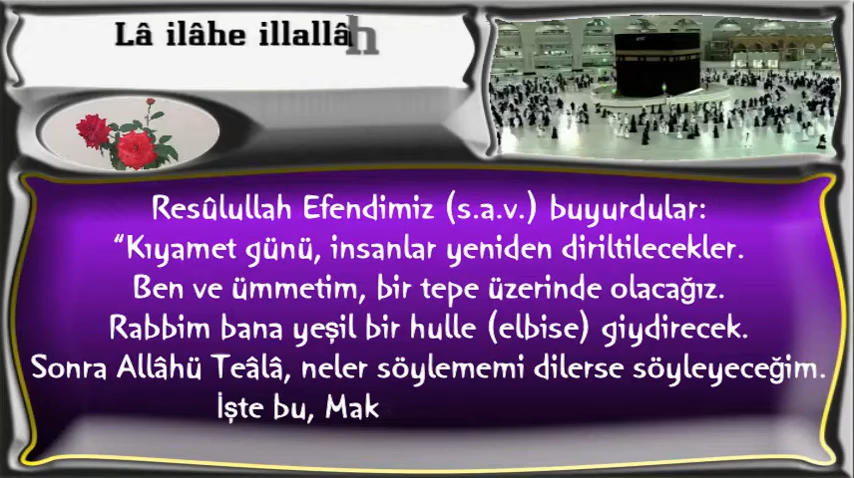 Lâ ilâhe illallâh
Resûlullah Efendimiz (s.a.v.) buyurdular:
“Kıyamet günü, insanlar yeniden diriltilecekler.
Ben ve ümmetim, bir tepe üzerinde olacağız.
Rabbim bana yeşil bir hulle (elbise) giydirecek.
Sonra Allâhü Teâlâ, neler söylememi dilerse söyleyeceğim.
İşte bu, Mak